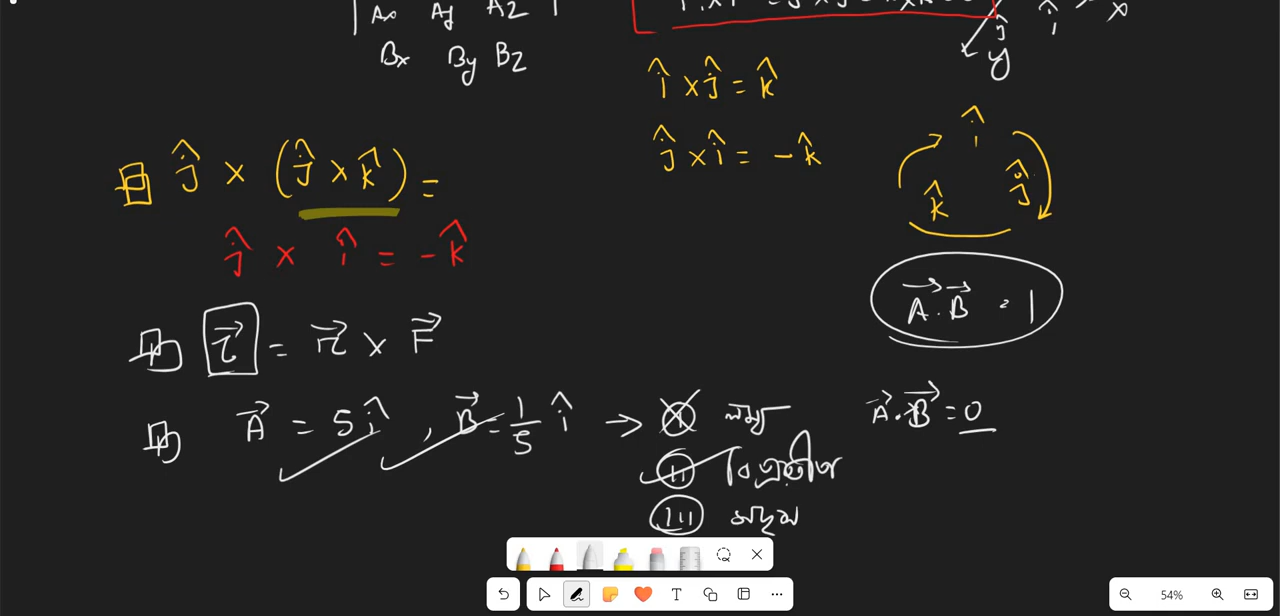 Ax Ay Az
Bx By Bz
î × ĵ = k̂
ĵ × î = -k̂
î
ĵ
k̂
ĵ × (ĵ × k̂) =
ĵ × î = -k̂
A⃗.B⃗ = 1
τ⃗ = r⃗ × F⃗
A⃗ = 5î, B⃗ = 1/5 î → i লম্ব A⃗.B⃗ = 0
ii বিপ্রতীপ
iii সদৃশ
y ĵ î x
54%